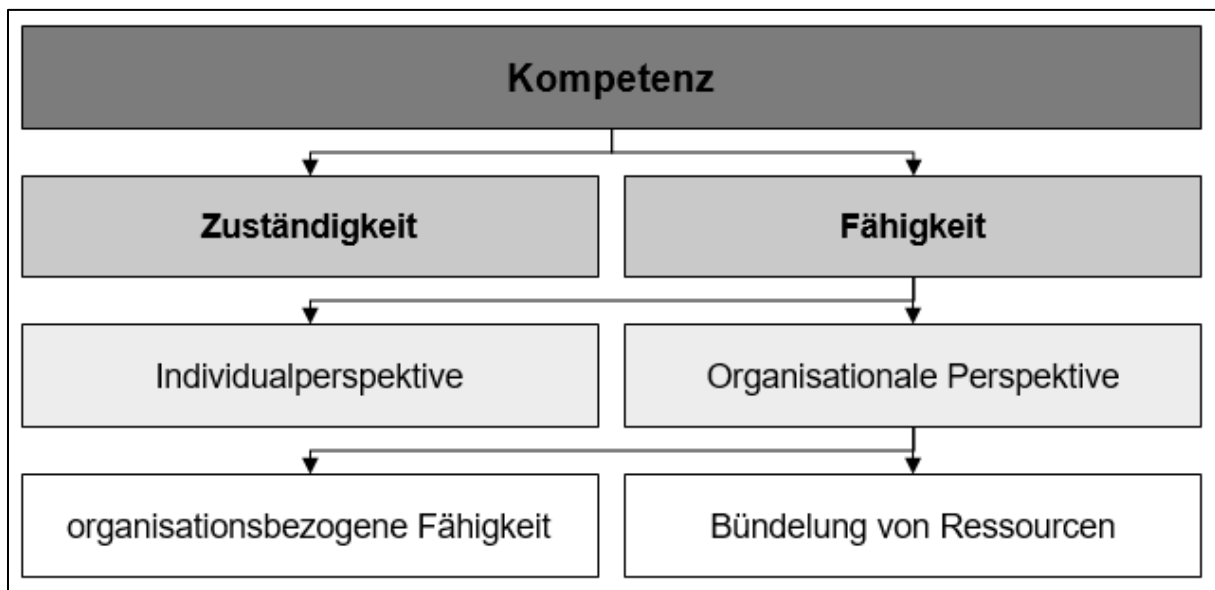 Kompetenz
Zuständigkeit
Fähigkeit
Individualperspektive
Organisationale Perspektive
organisationsbezogene Fähigkeit
Bündelung von Ressourcen